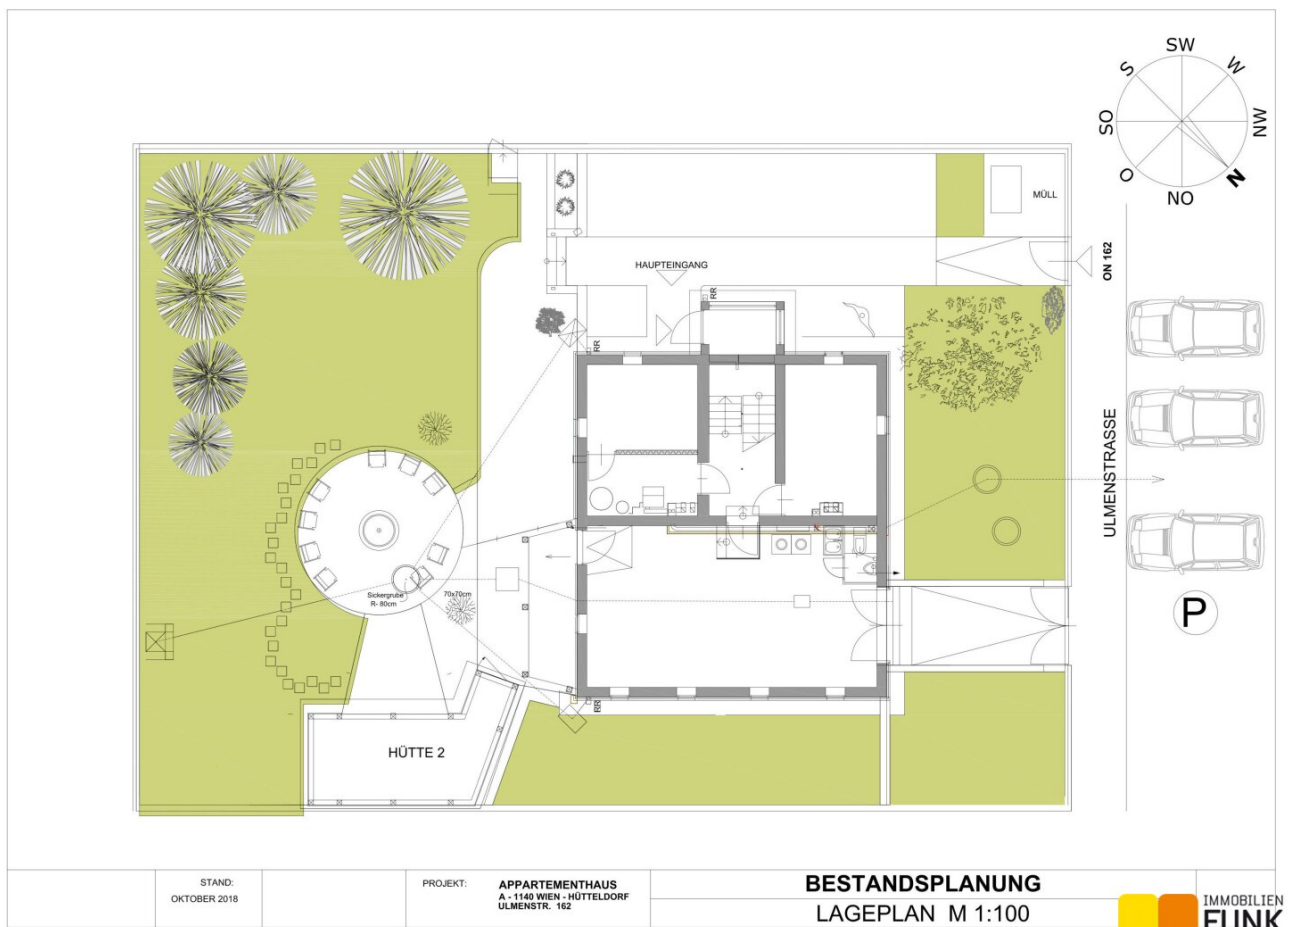 SW
S
W
SO
NW
O
N
NO
MÜLL
HAUPTEINGANG
ON 162
RR
RR
ULMENSTRASSE
Sickergrube
R- 80cm
70x70cm
P
RR
HÜTTE 2
STAND:
OKTOBER 2018
PROJEKT:
APPARTEMENTHAUS
A - 1140 WIEN - HÜTTELDORF
ULMENSTR. 162
BESTANDSPLANUNG
LAGEPLAN M 1:100
IMMOBILIEN
FUNK